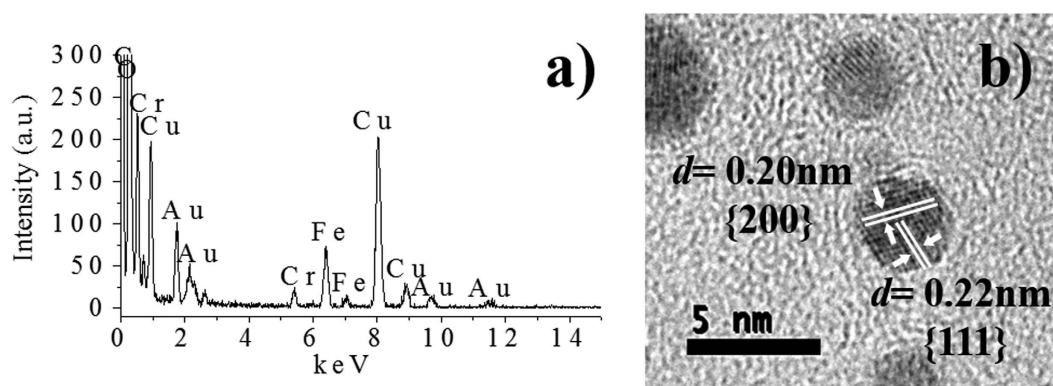 a)
Intensity (a.u.)
300
250
200
150
100
50
0
C
O
Cr
Cu
Au
Au
Cr
Fe
Fe
Cu
Cu
Au
Au
0 2 4 6 8 10 12 14
keV
b)
d= 0.20nm
{200}
d= 0.22nm
{111}
5 nm